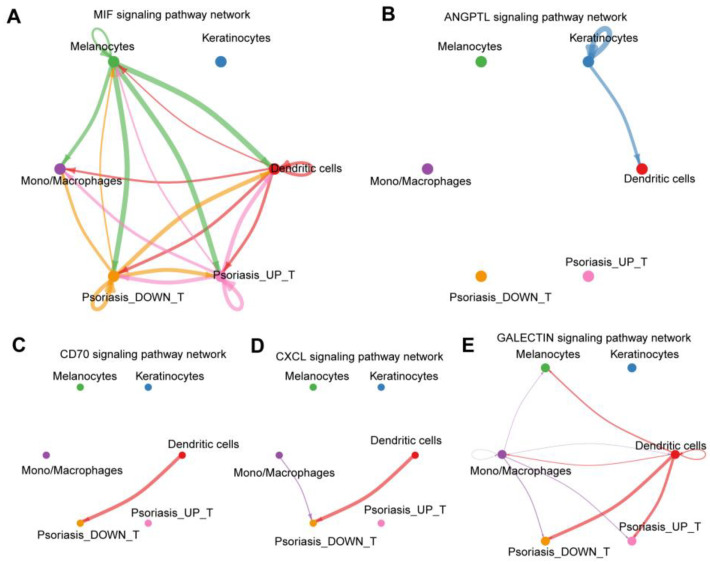 A
MIF signaling pathway network
Melanocytes
Keratinocytes
Mono/Macrophages
Dendritic cells
Psoriasis_DOWN_T
Psoriasis_UP_T
B
ANGPTL signaling pathway network
Melanocytes
Keratinocytes
Mono/Macrophages
Dendritic cells
Psoriasis_DOWN_T
Psoriasis_UP_T
C
CD70 signaling pathway network
Melanocytes
Keratinocytes
Mono/Macrophages
Dendritic cells
Psoriasis_DOWN_T
Psoriasis_UP_T
D
CXCL signaling pathway network
Melanocytes
Keratinocytes
Mono/Macrophages
Dendritic cells
Psoriasis_DOWN_T
Psoriasis_UP_T
E
GALECTIN signaling pathway network
Melanocytes
Keratinocytes
Mono/Macrophages
Dendritic cells
Psoriasis_DOWN_T
Psoriasis_UP_T